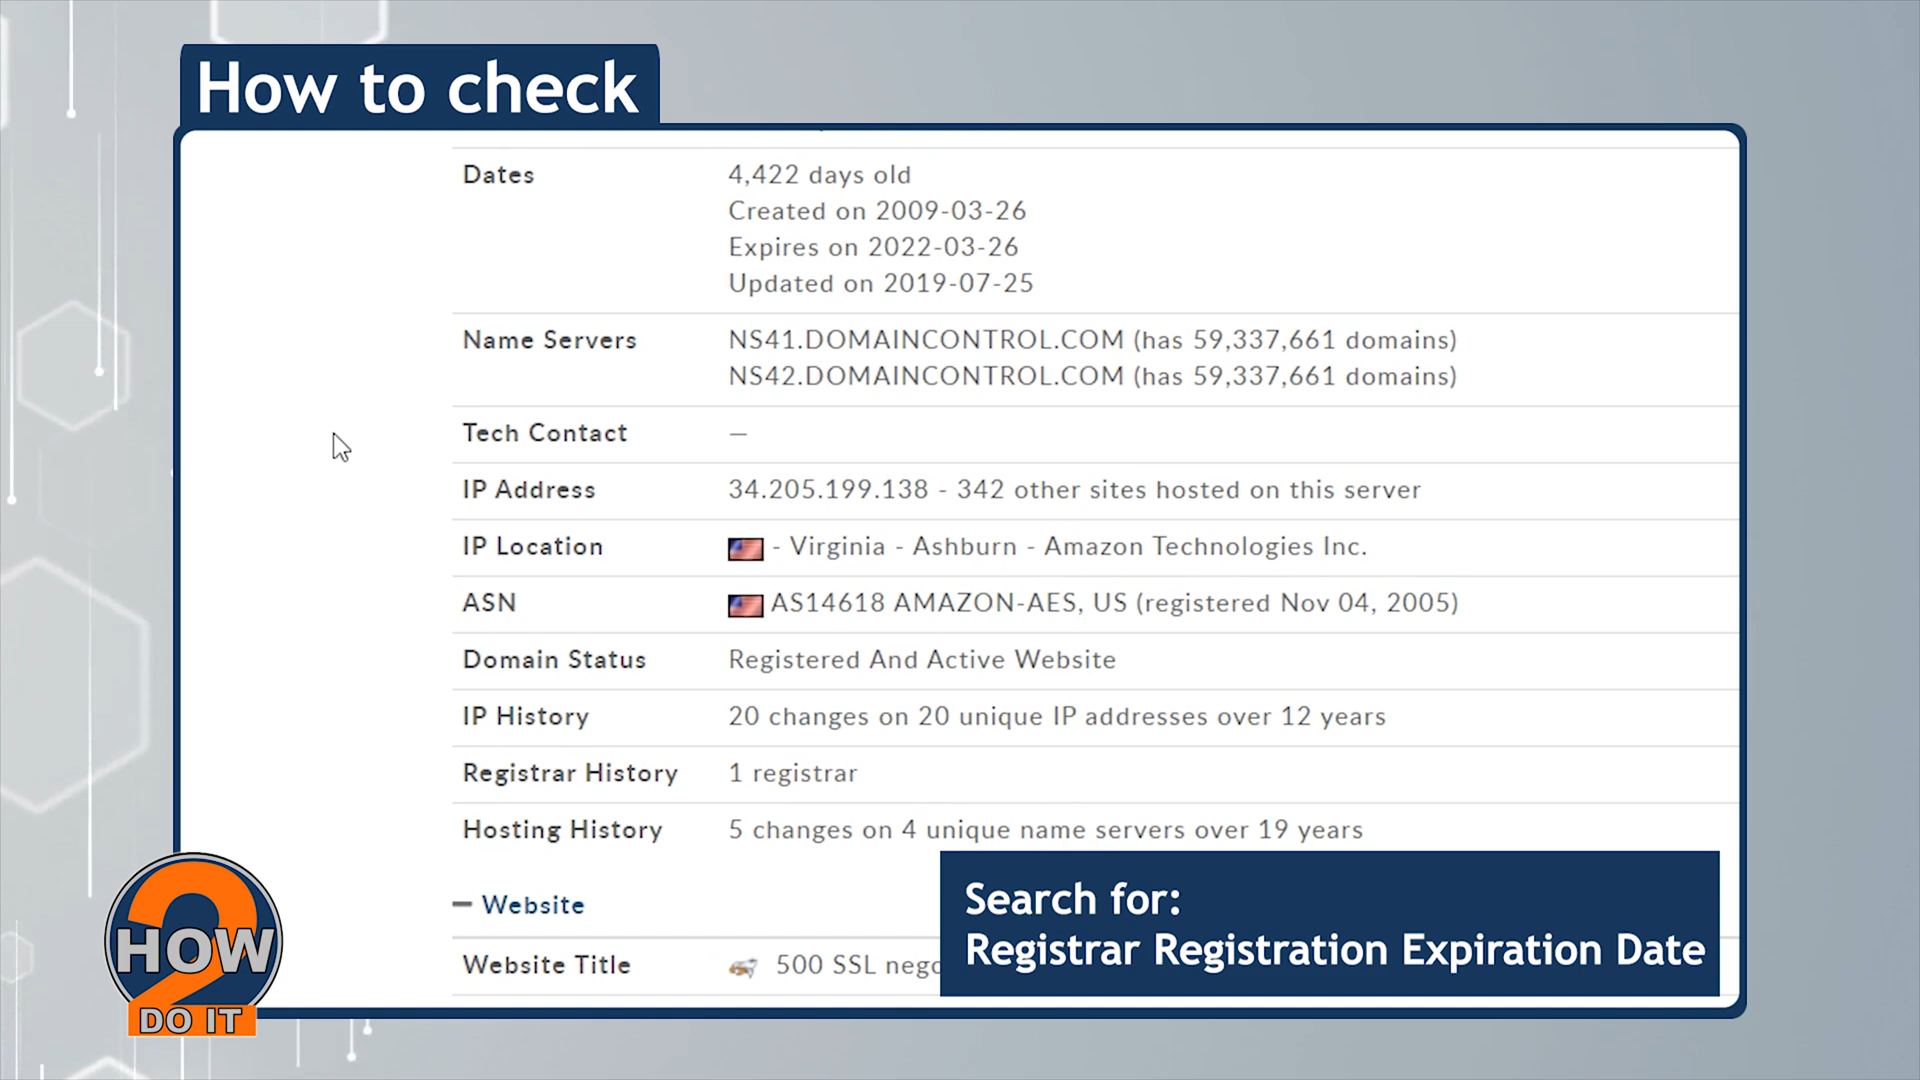 How to check
Dates 4,422 days old
Created on 2009-03-26
Expires on 2022-03-26
Updated on 2019-07-25
Name Servers NS41.DOMAINCONTROL.COM (has 59,337,661 domains)
NS42.DOMAINCONTROL.COM (has 59,337,661 domains)
Tech Contact —
IP Address 34.205.199.138 - 342 other sites hosted on this server
IP Location - Virginia - Ashburn - Amazon Technologies Inc.
ASN AS14618 AMAZON-AES, US (registered Nov 04, 2005)
Domain Status Registered And Active Website
IP History 20 changes on 20 unique IP addresses over 12 years
Registrar History 1 registrar
Hosting History 5 changes on 4 unique name servers over 19 years
Website
Website Title 500 SSL nego
Search for:
Registrar Registration Expiration Date
HOW
2
DO IT